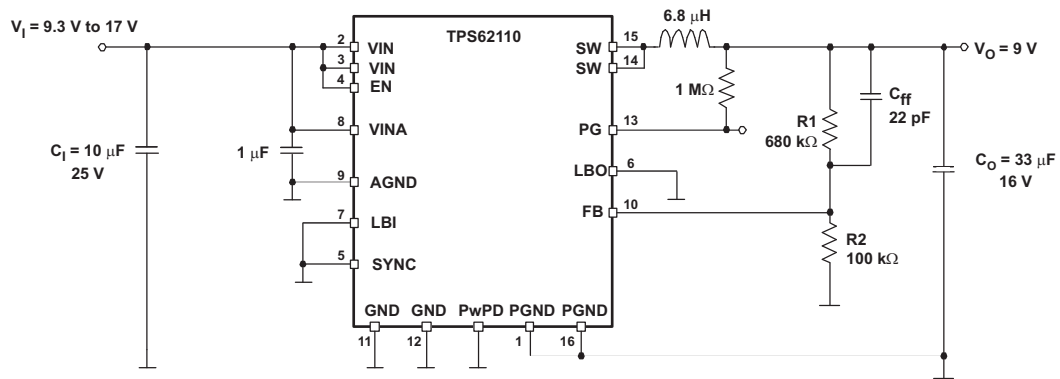 V_I = 9.3 V to 17 V
TPS62110
6.8 μH
V_O = 9 V
2
VIN
3
VIN
4
EN
8
VINA
9
AGND
7
LBI
5
SYNC
15
SW
14
SW
13
PG
6
LBO
10
FB
1 MΩ
C_ff
22 pF
R1
680 kΩ
C_I = 10 μF
25 V
1 μF
C_O = 33 μF
16 V
R2
100 kΩ
GND
GND
PwPD
PGND
PGND
11
12
1
16